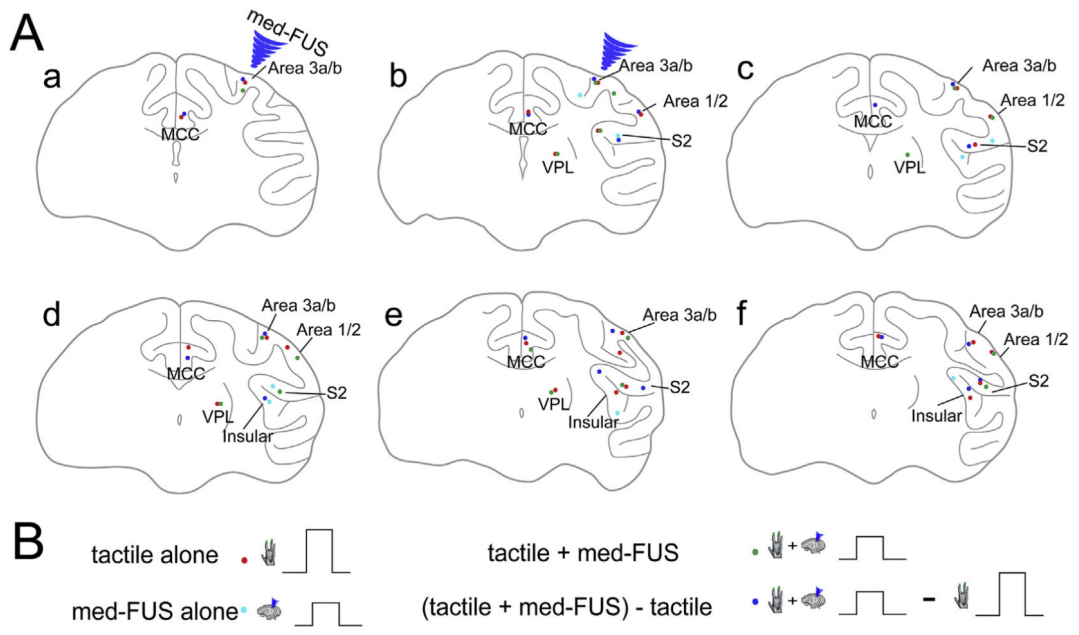 A
med-FUS
a
Area 3a/b
MCC
b
Area 3a/b
Area 1/2
MCC
S2
VPL
c
Area 3a/b
Area 1/2
MCC
S2
VPL
d
Area 3a/b
Area 1/2
MCC
S2
VPL
Insular
e
Area 3a/b
MCC
S2
VPL
Insular
f
Area 3a/b
Area 1/2
MCC
S2
Insular
B
tactile alone
tactile + med-FUS
+
med-FUS alone
(tactile + med-FUS) - tactile
+ -